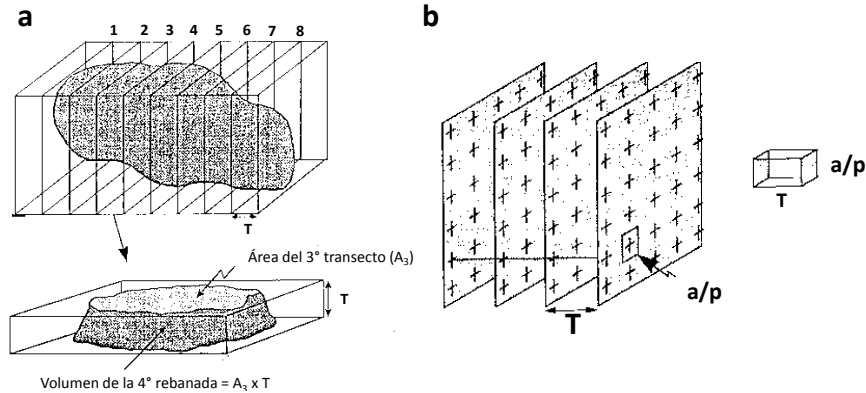 a
1 2 3 4 5 6 7 8
T
Área del 3° transecto (A₃)
T
Volumen de la 4° rebanada = A₃ x T
b
a/p
T
a/p
T